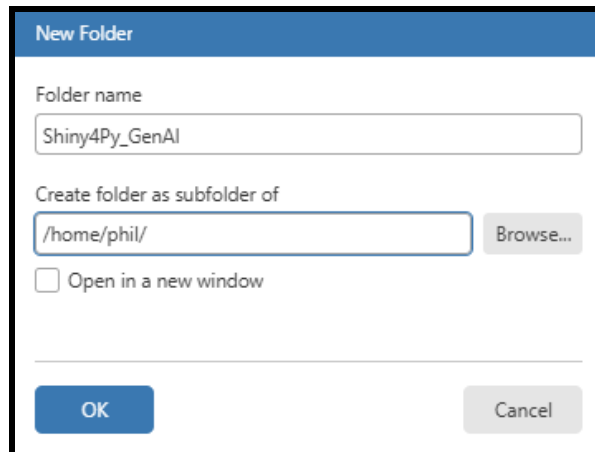 New Folder
Folder name
Shiny4Py_GenAI
Create folder as subfolder of
/home/phil/
Browse...
Open in a new window
OK
Cancel